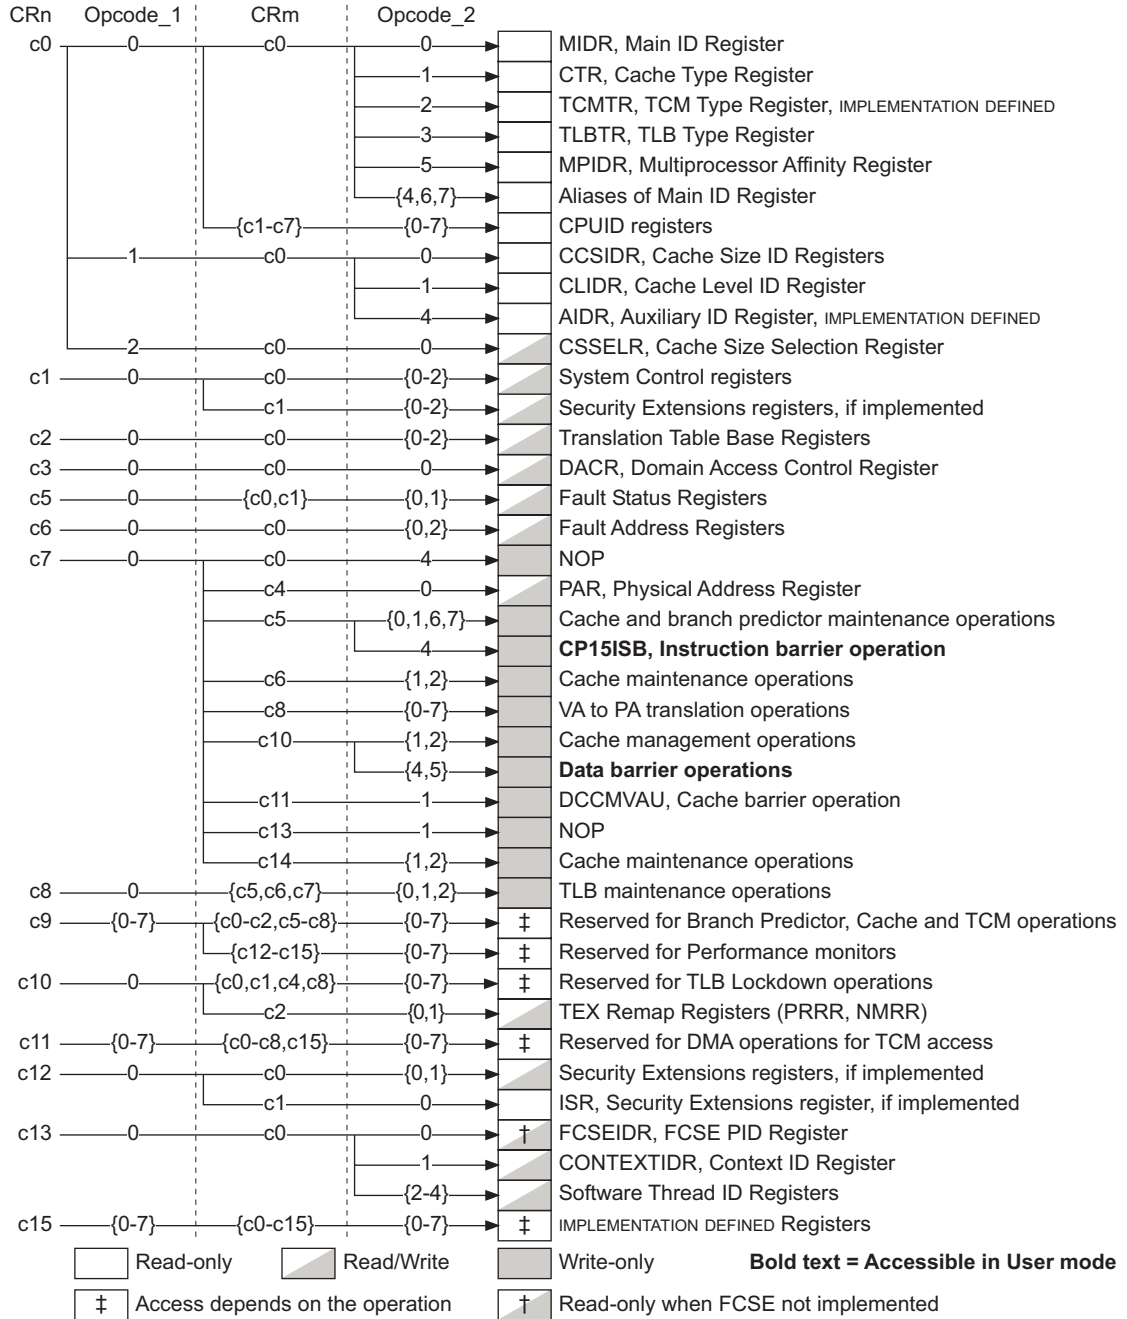 CRn Opcode_1 CRm Opcode_2
c0 0 c0 0 MIDR, Main ID Register
1 CTR, Cache Type Register
2 TCMTR, TCM Type Register, IMPLEMENTATION DEFINED
3 TLBTR, TLB Type Register
5 MPIDR, Multiprocessor Affinity Register
{4,6,7} Aliases of Main ID Register
{c1-c7} {0-7} CPUID registers
1 c0 0 CCSIDR, Cache Size ID Registers
1 CLIDR, Cache Level ID Register
4 AIDR, Auxiliary ID Register, IMPLEMENTATION DEFINED
2 c0 0 CSSELR, Cache Size Selection Register
c1 0 c0 {0-2} System Control registers
c1 {0-2} Security Extensions registers, if implemented
c2 0 c0 {0-2} Translation Table Base Registers
c3 0 c0 0 DACR, Domain Access Control Register
c5 0 {c0,c1} {0,1} Fault Status Registers
c6 0 c0 {0,2} Fault Address Registers
c7 0 c0 4 NOP
c4 0 PAR, Physical Address Register
c5 {0,1,6,7} Cache and branch predictor maintenance operations
4 CP15ISB, Instruction barrier operation
c6 {1,2} Cache maintenance operations
c8 {0-7} VA to PA translation operations
c10 {1,2} Cache management operations
{4,5} Data barrier operations
c11 1 DCCMVAU, Cache barrier operation
c13 1 NOP
c14 {1,2} Cache maintenance operations
c8 0 {c5,c6,c7} {0,1,2} TLB maintenance operations
c9 {0-7} {c0-c2,c5-c8} {0-7} ‡ Reserved for Branch Predictor, Cache and TCM operations
{c12-c15} {0-7} ‡ Reserved for Performance monitors
c10 0 {c0,c1,c4,c8} {0-7} ‡ Reserved for TLB Lockdown operations
c2 {0,1} TEX Remap Registers (PRRR, NMRR)
c11 {0-7} {c0-c8,c15} {0-7} ‡ Reserved for DMA operations for TCM access
c12 0 c0 {0,1} Security Extensions registers, if implemented
c1 0 ISR, Security Extensions register, if implemented
c13 0 c0 0 † FCSEIDR, FCSE PID Register
1 CONTEXTIDR, Context ID Register
{2-4} Software Thread ID Registers
c15 {0-7} {c0-c15} {0-7} ‡ IMPLEMENTATION DEFINED Registers
Read-only Read/Write Write-only Bold text = Accessible in User mode
‡ Access depends on the operation † Read-only when FCSE not implemented